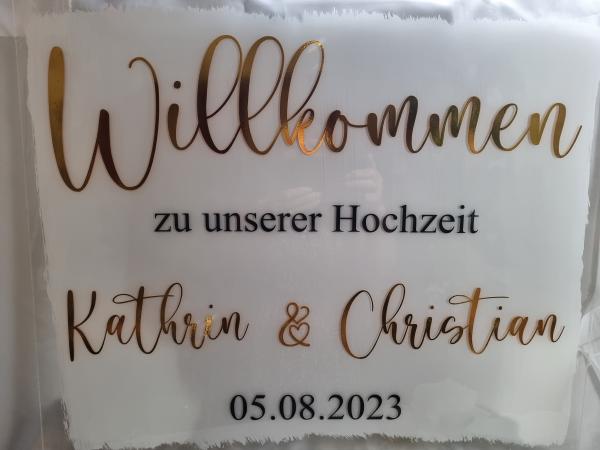 Willkommen
zu unserer Hochzeit
Kathrin & Christian
05.08.2023